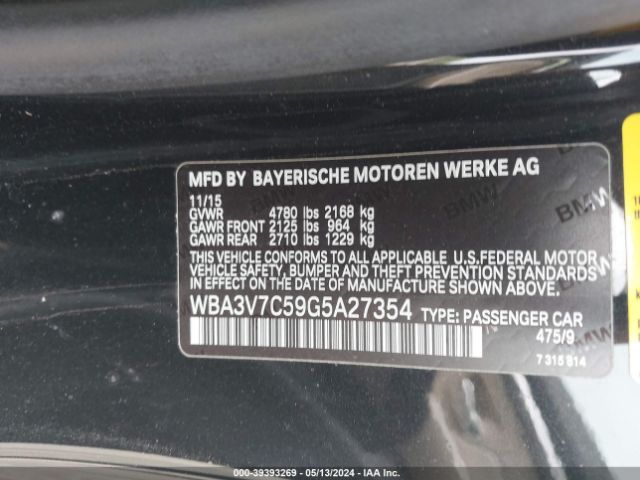 MFD BY BAYERISCHE MOTOREN WERKE AG
11/15
GVWR 4780 lbs 2168 kg
GAWR FRONT 2125 lbs 964 kg
GAWR REAR 2710 lbs 1229 kg
THIS VEHICLE CONFORMS TO ALL APPLICABLE U.S.FEDERAL MOTOR
VEHICLE SAFETY, BUMPER AND THEFT PREVENTION STANDARDS IN
EFFECT ON THE DATE OF MANUFACTURE SHOWN ABOVE.
WBA3V7C59G5A27354 TYPE: PASSENGER CAR
475/9
7 315 814
BMW
BMW
000-39393269 - 05/13/2024 - IAA Inc.